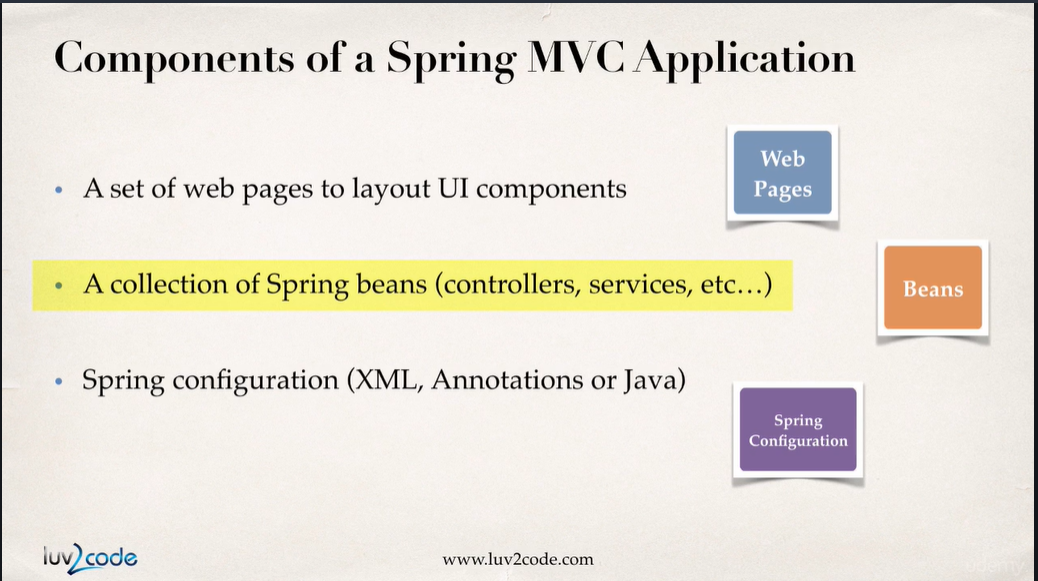 Components of a Spring MVC Application
• A set of web pages to layout UI components
Web
Pages
• A collection of Spring beans (controllers, services, etc…)
Beans
• Spring configuration (XML, Annotations or Java)
Spring
Configuration
luv2code
www.luv2code.com
udemy